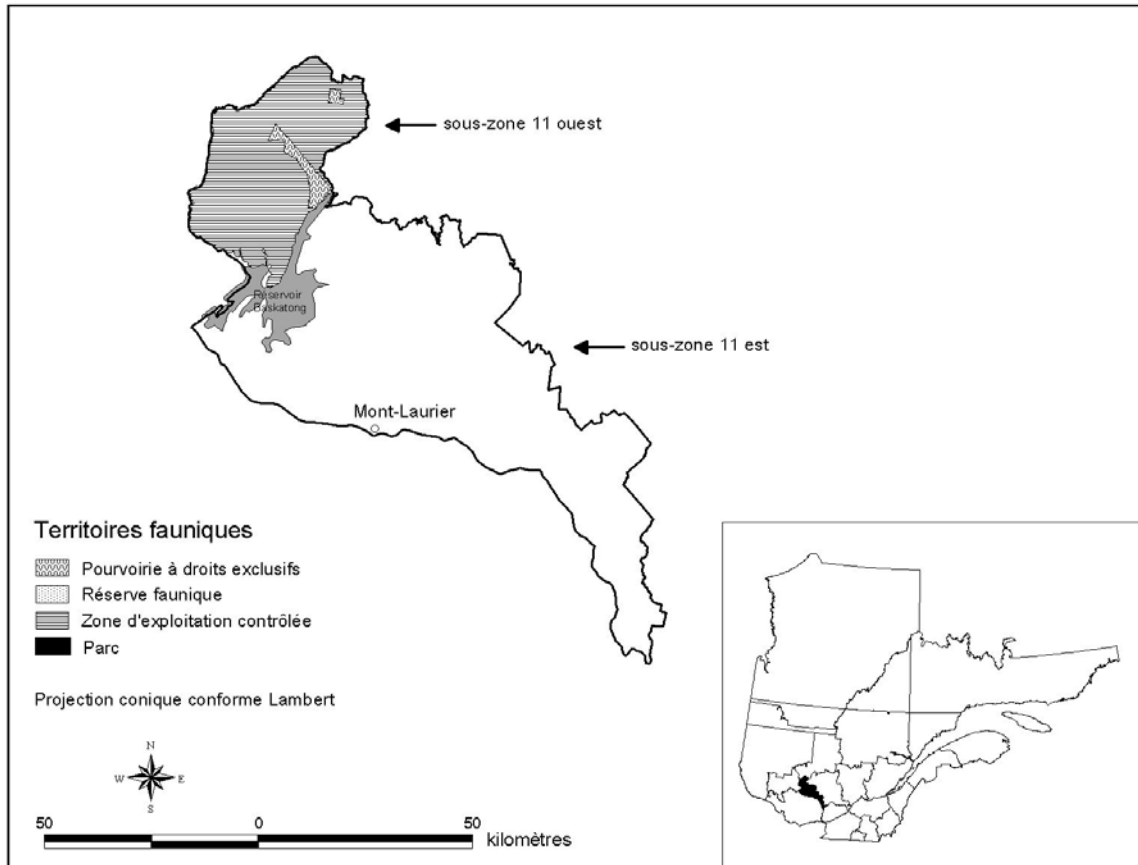 sous-zone 11 ouest
Réservoir
Baskatong
sous-zone 11 est
Mont-Laurier
Territoires fauniques
Pourvoirie à droits exclusifs
Réserve faunique
Zone d'exploitation contrôlée
Parc
Projection conique conforme Lambert
N
W E
S
50 0 50 kilomètres